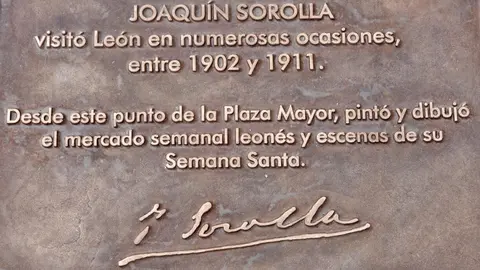 JOAQUÍN SOROLLA
visitó León en numerosas ocasiones,
entre 1902 y 1911.
Desde este punto de la Plaza Mayor, pintó y dibujó
el mercado semanal leonés y escenas de su
Semana Santa.
J. Sorolla